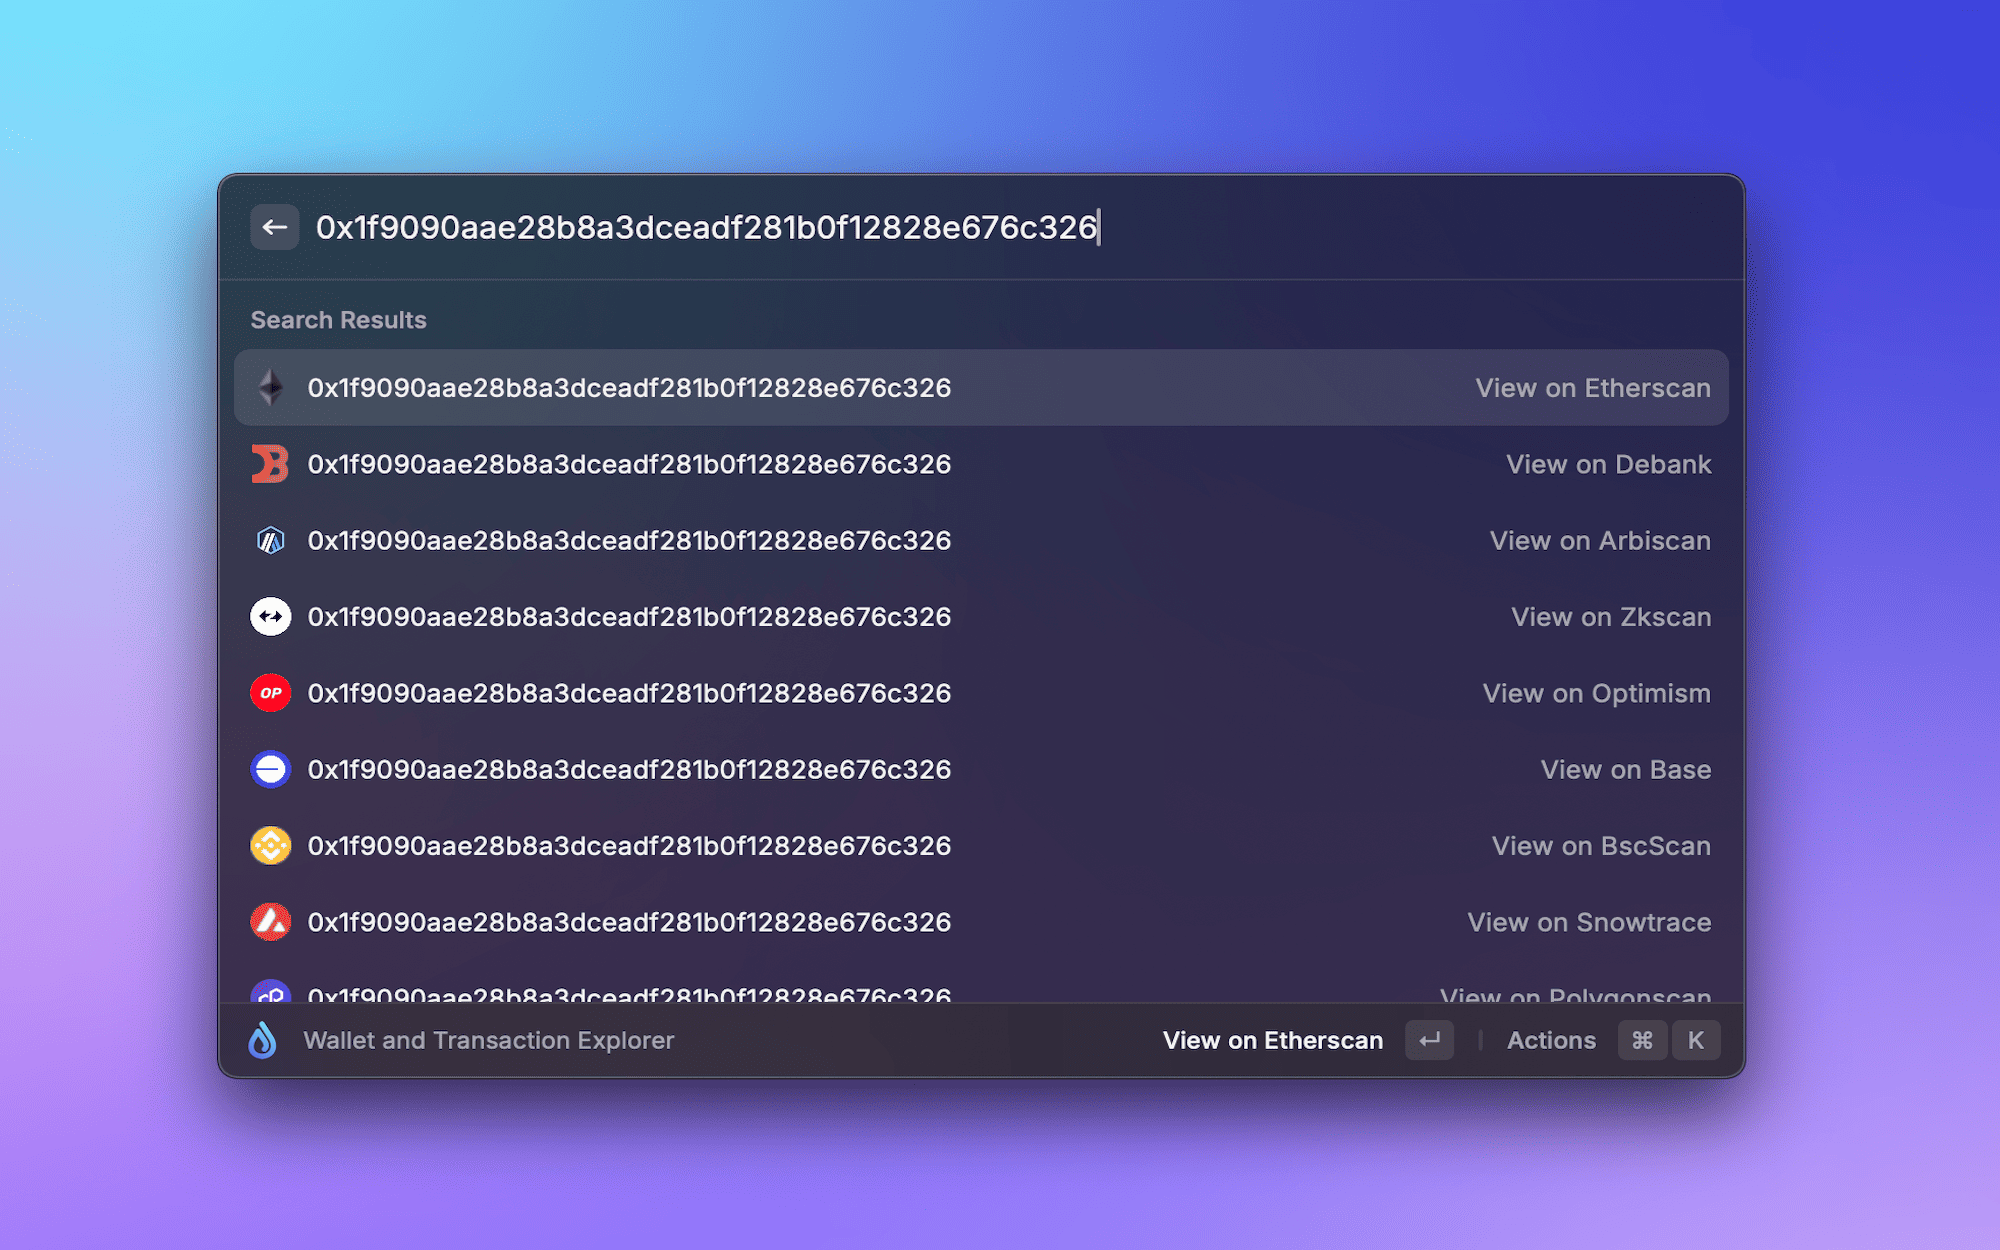 0x1f9090aae28b8a3dceadf281b0f12828e676c326
Search Results
0x1f9090aae28b8a3dceadf281b0f12828e676c326 View on Etherscan
0x1f9090aae28b8a3dceadf281b0f12828e676c326 View on Debank
0x1f9090aae28b8a3dceadf281b0f12828e676c326 View on Arbiscan
0x1f9090aae28b8a3dceadf281b0f12828e676c326 View on Zkscan
OP 0x1f9090aae28b8a3dceadf281b0f12828e676c326 View on Optimism
0x1f9090aae28b8a3dceadf281b0f12828e676c326 View on Base
0x1f9090aae28b8a3dceadf281b0f12828e676c326 View on BscScan
0x1f9090aae28b8a3dceadf281b0f12828e676c326 View on Snowtrace
0x1f9090aae28b8a3dceadf281b0f12828e676c326 View on Polygonscan
Wallet and Transaction Explorer View on Etherscan ↵ Actions ⌘ K